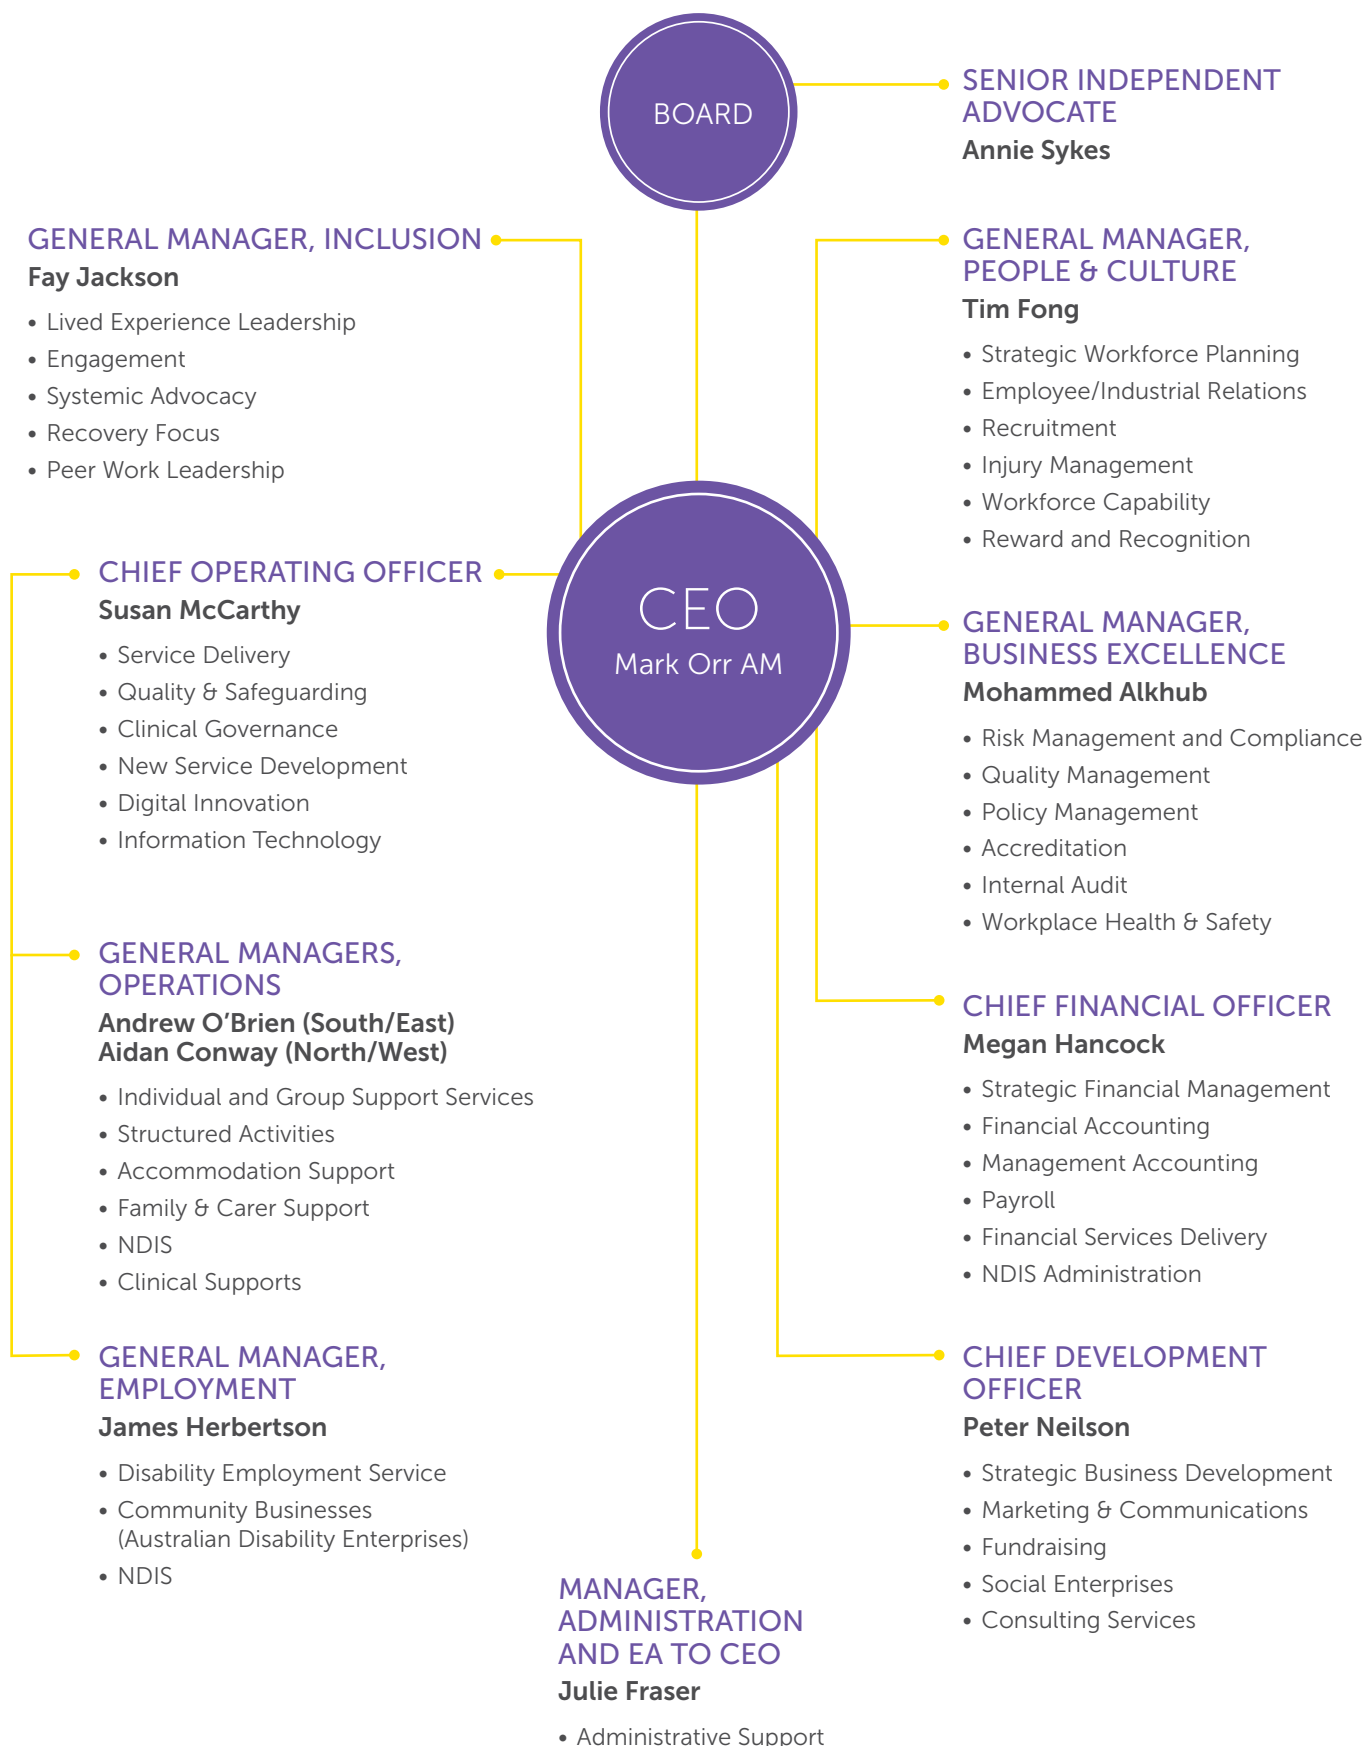 BOARD
SENIOR INDEPENDENT
ADVOCATE
Annie Sykes
GENERAL MANAGER, INCLUSION
Fay Jackson
• Lived Experience Leadership
• Engagement
• Systemic Advocacy
• Recovery Focus
• Peer Work Leadership
GENERAL MANAGER,
PEOPLE & CULTURE
Tim Fong
• Strategic Workforce Planning
• Employee/Industrial Relations
• Recruitment
• Injury Management
• Workforce Capability
• Reward and Recognition
CEO
Mark Orr AM
CHIEF OPERATING OFFICER
Susan McCarthy
• Service Delivery
• Quality & Safeguarding
• Clinical Governance
• New Service Development
• Digital Innovation
• Information Technology
GENERAL MANAGER,
BUSINESS EXCELLENCE
Mohammed Alkhub
• Risk Management and Compliance
• Quality Management
• Policy Management
• Accreditation
• Internal Audit
• Workplace Health & Safety
GENERAL MANAGERS,
OPERATIONS
Andrew O'Brien (South/East)
Aidan Conway (North/West)
• Individual and Group Support Services
• Structured Activities
• Accommodation Support
• Family & Carer Support
• NDIS
• Clinical Supports
CHIEF FINANCIAL OFFICER
Megan Hancock
• Strategic Financial Management
• Financial Accounting
• Management Accounting
• Payroll
• Financial Services Delivery
• NDIS Administration
GENERAL MANAGER,
EMPLOYMENT
James Herbertson
• Disability Employment Service
• Community Businesses
(Australian Disability Enterprises)
• NDIS
CHIEF DEVELOPMENT
OFFICER
Peter Neilson
• Strategic Business Development
• Marketing & Communications
• Fundraising
• Social Enterprises
• Consulting Services
MANAGER,
ADMINISTRATION
AND EA TO CEO
Julie Fraser
• Administrative Support